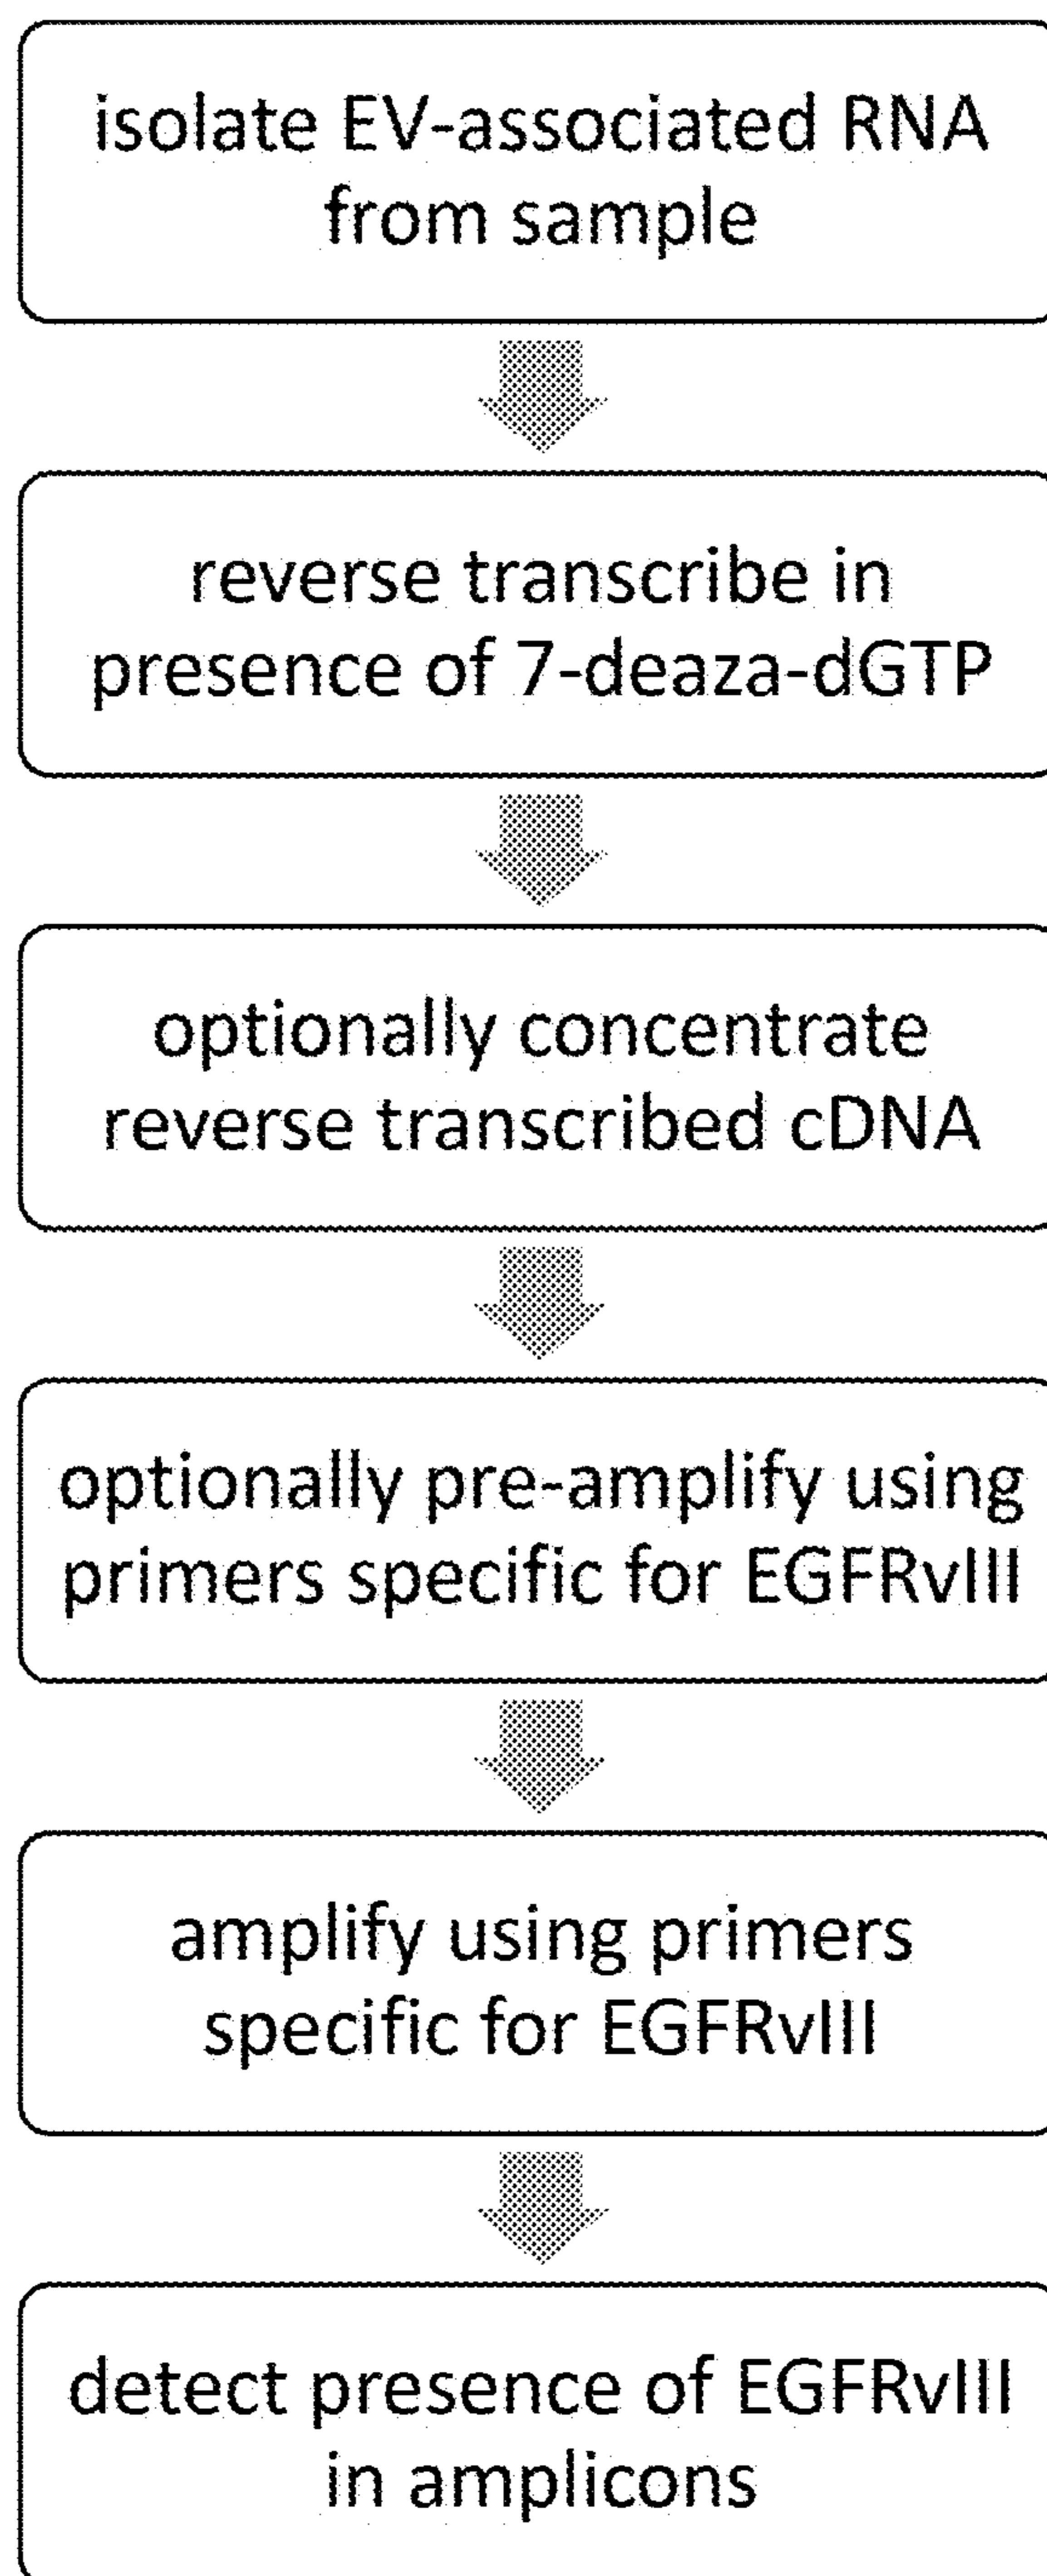 isolate EV-associated RNA
from sample
reverse transcribe in
presence of 7-deaza-dGTP
optionally concentrate
reverse transcribed cDNA
optionally pre-amplify using
primers specific for EGFRvIII
amplify using primers
specific for EGFRvIII
detect presence of EGFRvIII
in amplicons